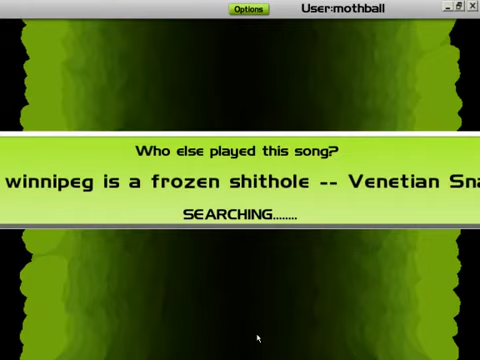 Options
User:mothball
Who else played this song?
winnipeg is a frozen shithole -- Venetian Sna
SEARCHING........